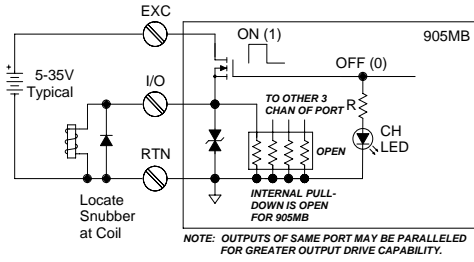 EXC
ON (1)
905MB
OFF (0)
5-35V
Typical
I/O
TO OTHER 3
CHAN OF PORT
R
CH
LED
OPEN
RTN
INTERNAL PULL-
DOWN IS OPEN
FOR 905MB
Locate
Snubber
at Coil
NOTE: OUTPUTS OF SAME PORT MAY BE PARALLELED
FOR GREATER OUTPUT DRIVE CAPABILITY.